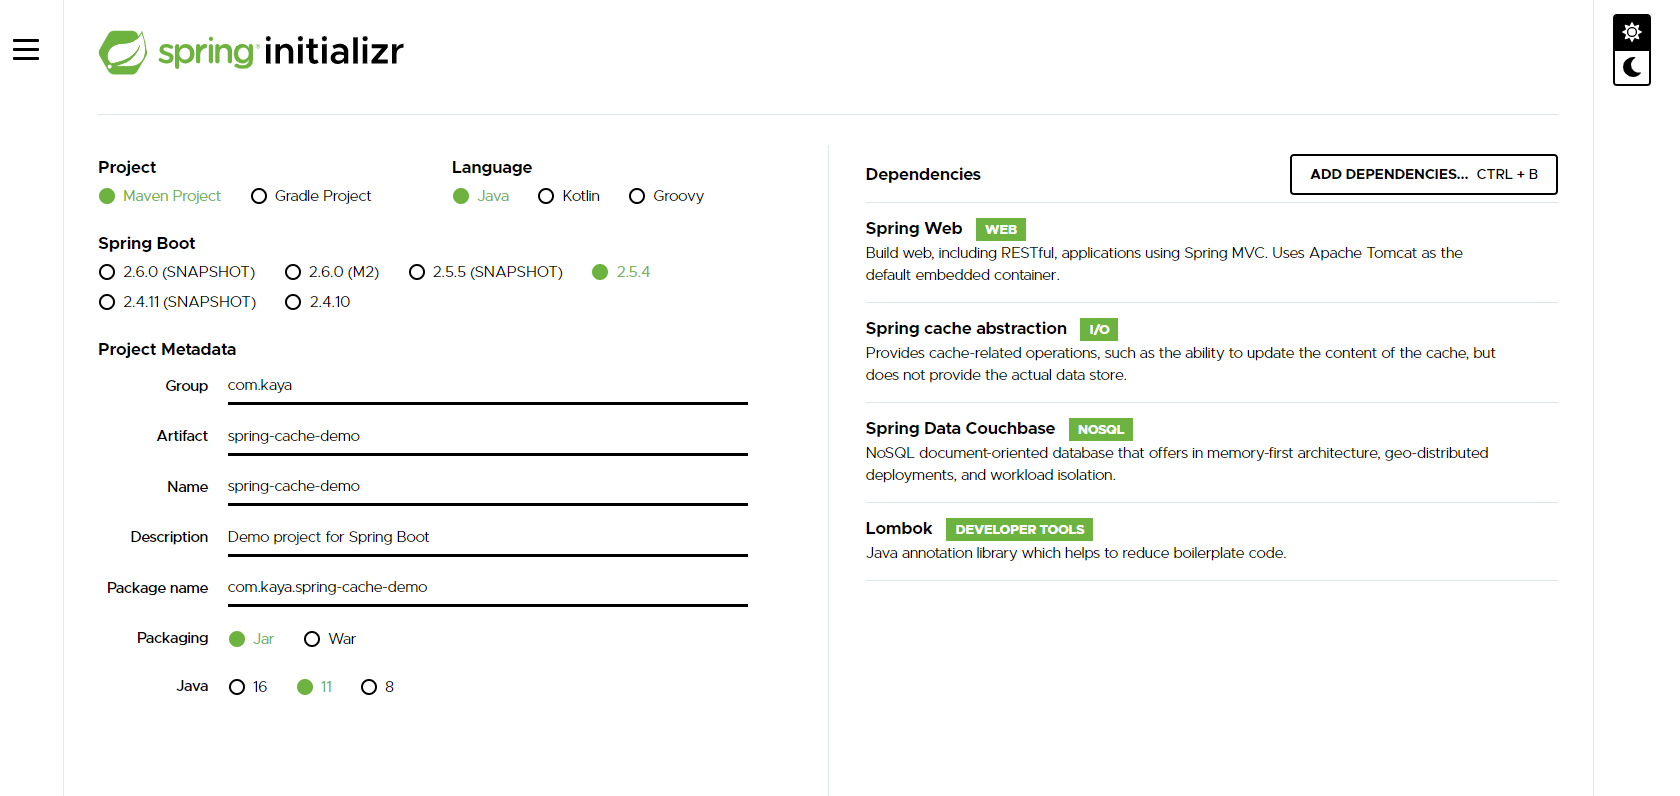 spring initializr
Project
Maven Project Gradle Project
Language
Java Kotlin Groovy
Spring Boot
2.6.0 (SNAPSHOT) 2.6.0 (M2) 2.5.5 (SNAPSHOT) 2.5.4
2.4.11 (SNAPSHOT) 2.4.10
Project Metadata
Group com.kaya
Artifact spring-cache-demo
Name spring-cache-demo
Description Demo project for Spring Boot
Package name com.kaya.spring-cache-demo
Packaging Jar War
Java 16 11 8
Dependencies
ADD DEPENDENCIES... CTRL + B
Spring Web WEB
Build web, including RESTful, applications using Spring MVC. Uses Apache Tomcat as the
default embedded container.
Spring cache abstraction I/O
Provides cache-related operations, such as the ability to update the content of the cache, but
does not provide the actual data store.
Spring Data Couchbase NOSQL
NoSQL document-oriented database that offers in memory-first architecture, geo-distributed
deployments, and workload isolation.
Lombok DEVELOPER TOOLS
Java annotation library which helps to reduce boilerplate code.